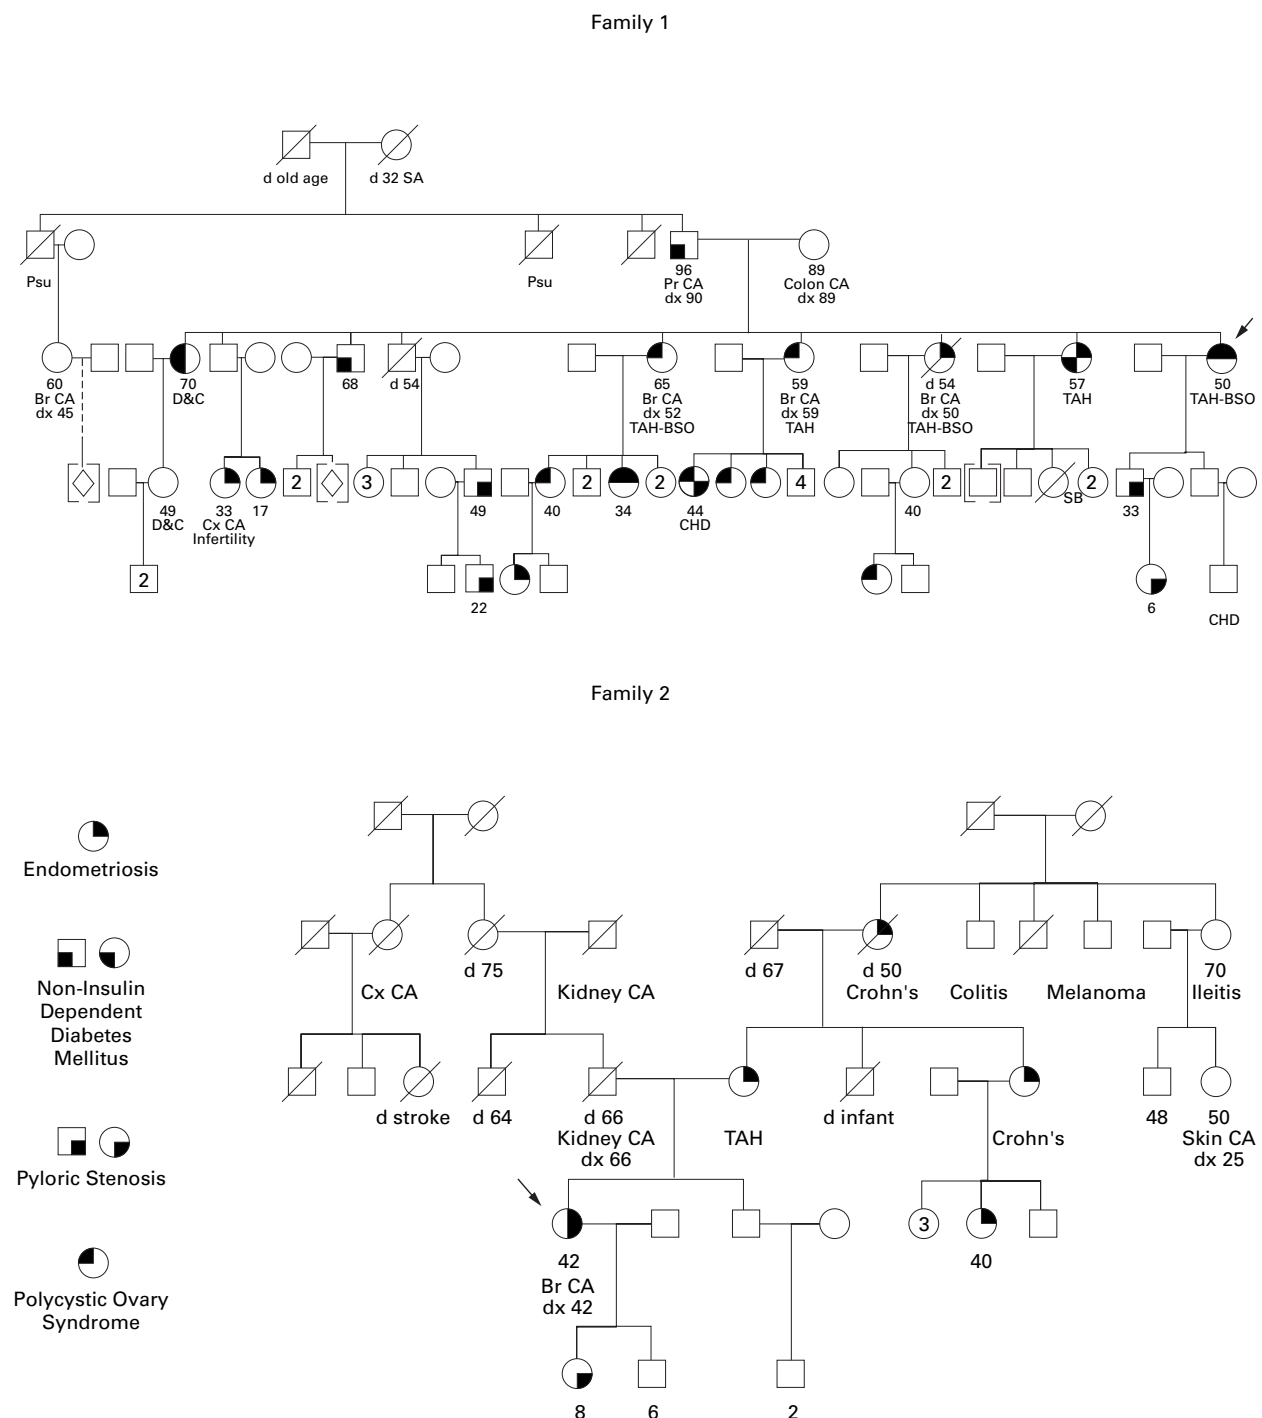 Family 1
d old age
d 32 SA
Psu
Psu
96
Pr CA
dx 90
89
Colon CA
dx 89
60
Br CA
dx 45
70
D&C
68
d 54
65
Br CA
dx 52
TAH-BSO
59
Br CA
dx 59
TAH
d 54
Br CA
dx 50
TAH-BSO
57
TAH
50
TAH-BSO
49
D&C
33
Cx CA
Infertility
17
2
3
49
40
2
34
2
44
CHD
4
40
2
SB
2
33
2
22
6
CHD
Family 2
Endometriosis
Non-Insulin
Dependent
Diabetes
Mellitus
Pyloric Stenosis
Polycystic Ovary
Syndrome
Cx CA
d 75
Kidney CA
d 67
d 50
Crohn's
Colitis
Melanoma
70
Ileitis
d stroke
d 64
d 66
Kidney CA
dx 66
TAH
d infant
Crohn's
48
50
Skin CA
dx 25
42
Br CA
dx 42
3
40
8
6
2